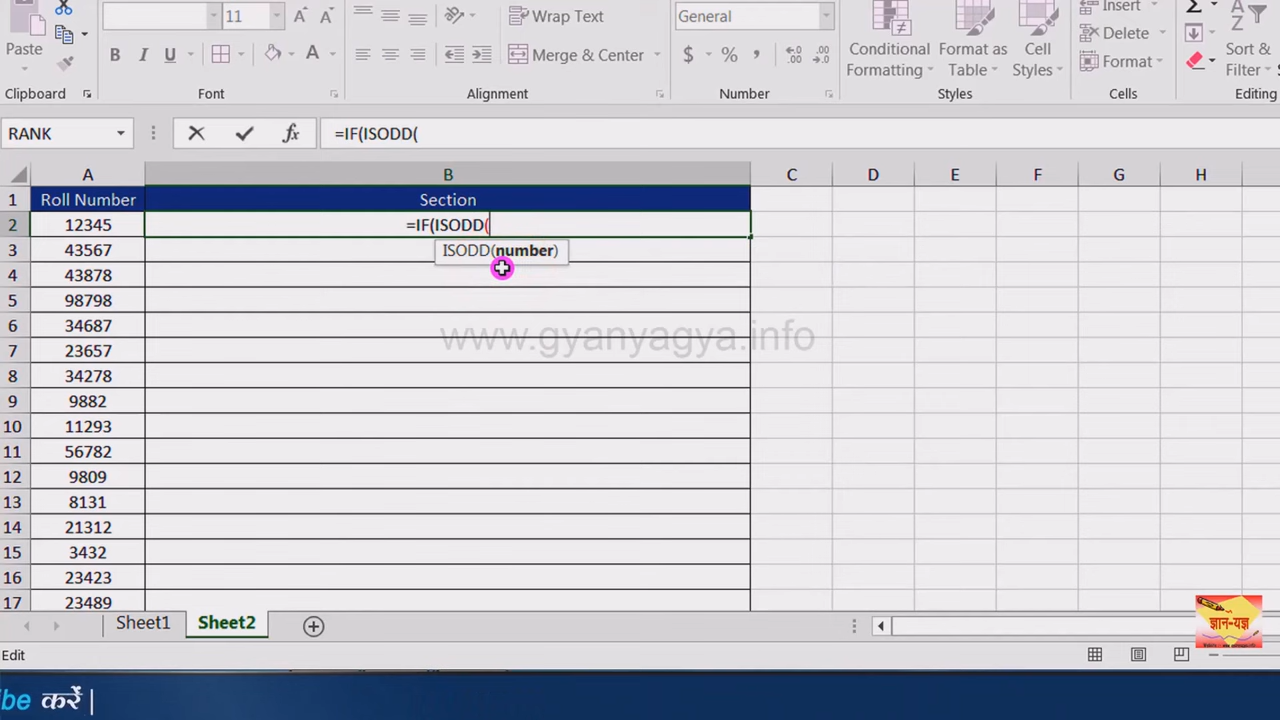 11
Wrap Text
General
Insert
Σ
Paste
B I U
A
Merge & Center
$ % ,
Conditional Formatting
Format as Table
Cell Styles
Delete
Format
Sort & Filter
Clipboard
Font
Alignment
Number
Styles
Cells
Editing
RANK
fx
=IF(ISODD(
A B C D E F G H
1 Roll Number Section
2 12345 =IF(ISODD(
3 43567
ISODD(number)
4 43878
5 98798
6 34687
www.gyanyagya.info
7 23657
8 34278
9 9882
10 11293
11 56782
12 9809
13 8131
14 21312
15 3432
16 23423
17 23489
Sheet1 Sheet2
ज्ञान-यज्ञ
Edit
ibe करें |